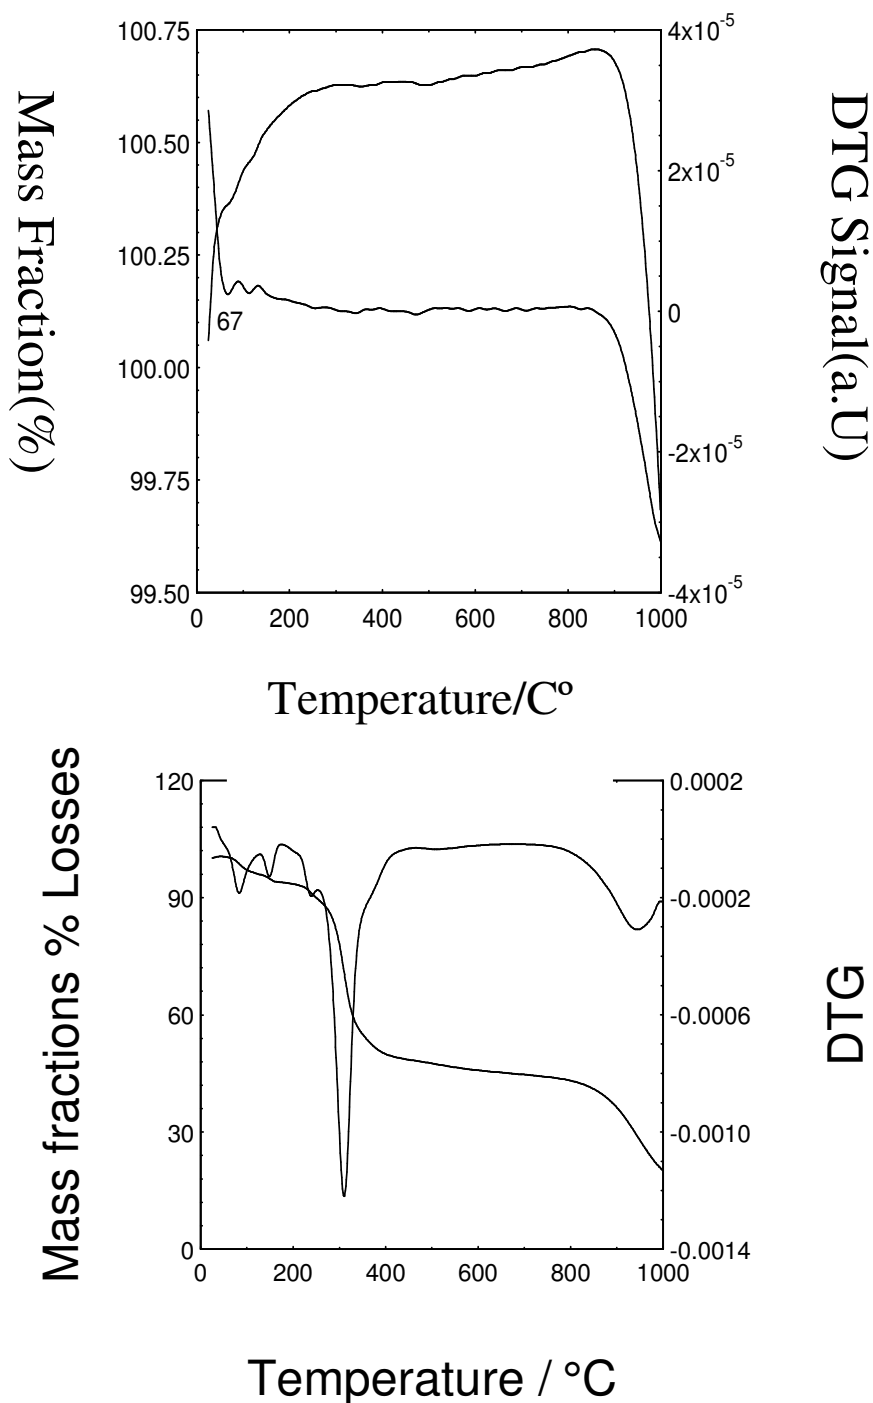 Mass Fraction(%)
100.75
100.50
100.25
100.00
99.75
99.50
4x10-5
2x10-5
0
-2x10-5
-4x10-5
DTG Signal(a.U)
67
0 200 400 600 800 1000
Temperature/Cº
Mass fractions % Losses
120
90
60
30
0
0.0002
-0.0002
-0.0006
-0.0010
-0.0014
DTG
0 200 400 600 800 1000
Temperature / °C